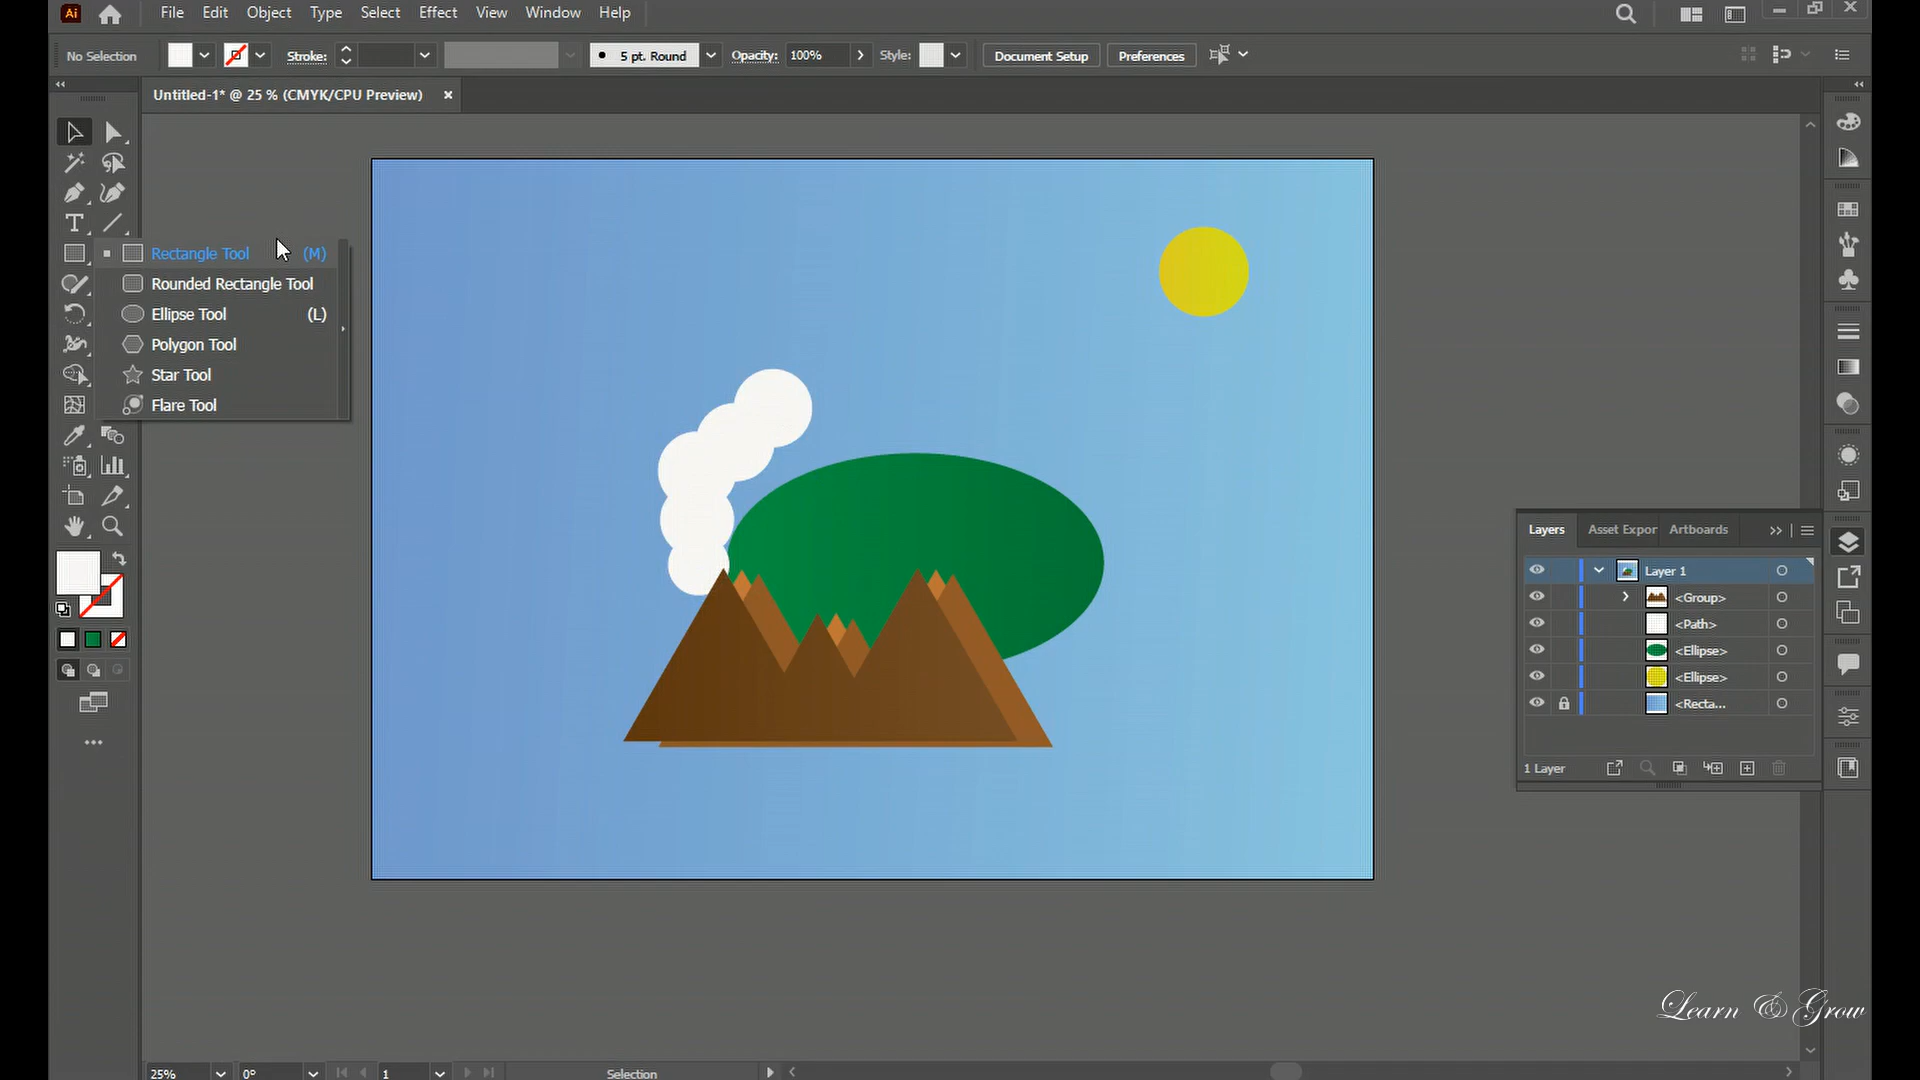 Ai
File Edit Object Type Select Effect View Window Help
No Selection Stroke: 5 pt. Round Opacity: 100% Style: Document Setup Preferences
Untitled-1* @ 25 % (CMYK/CPU Preview)
Rectangle Tool (M)
Rounded Rectangle Tool
Ellipse Tool (L)
Polygon Tool
Star Tool
Flare Tool
Layers Asset Expor Artboards
Layer 1
<Group>
<Path>
<Ellipse>
<Ellipse>
<Recta...
1 Layer
Learn & Grow
25% 0° 1 Selection